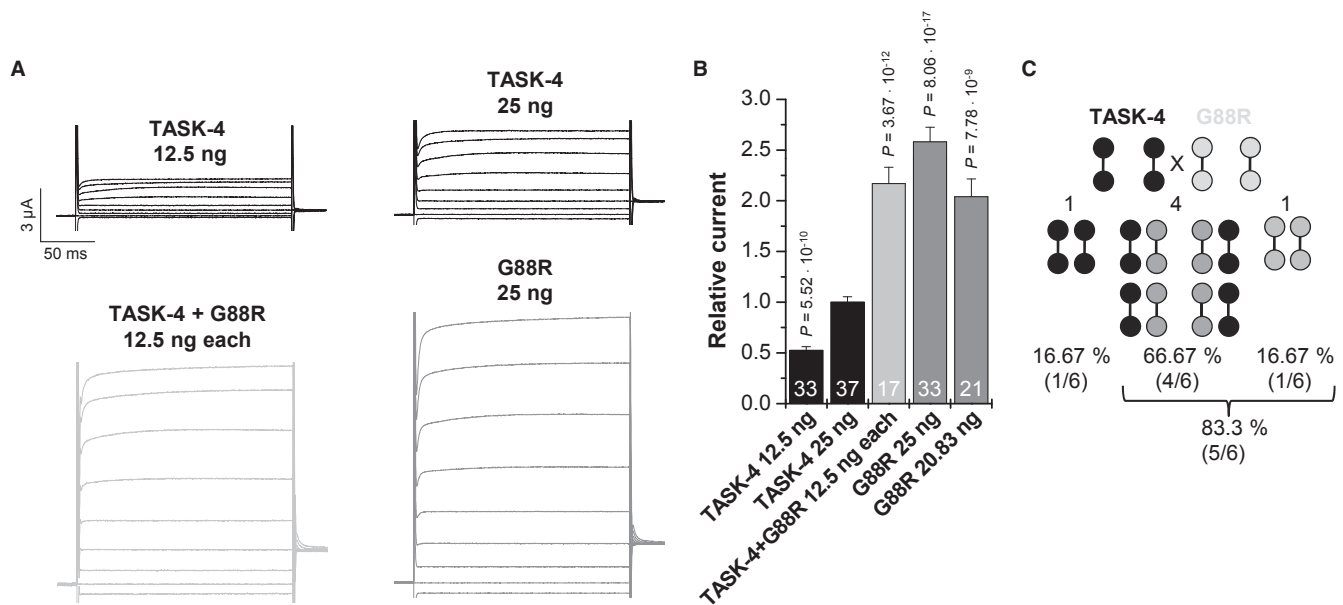 A
TASK-4
12.5 ng
TASK-4
25 ng
3 µA
50 ms
TASK-4 + G88R
12.5 ng each
G88R
25 ng
B
Relative current
3.0
2.5
2.0
1.5
1.0
0.5
0.0
P = 5.52 · 10⁻¹⁰
P = 3.67 · 10⁻¹²
P = 8.06 · 10⁻¹⁷
P = 7.78 · 10⁻⁹
33
37
17
33
21
TASK-4 12.5 ng
TASK-4 25 ng
TASK-4+G88R 12.5 ng each
G88R 25 ng
G88R 20.83 ng
C
TASK-4 G88R
X
1 4 1
16.67 % 66.67 % 16.67 %
(1/6) (4/6) (1/6)
83.3 %
(5/6)